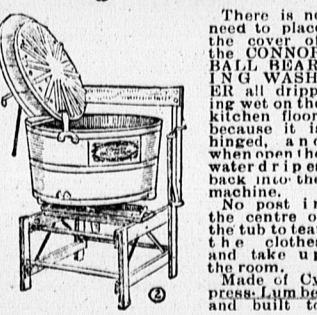 There is no
need to place
the cover of
the CONNOR
BALL BEAR
ING WASH
ER all dripp
ing wet on the
kitchen floor
because it is
hinged, and
when open the
water dripes
back into the
machine.
No post in
the centre of
the tub to tear
the clothes
and take up
the room.
Made of Cy
press Lumber
and built to
2